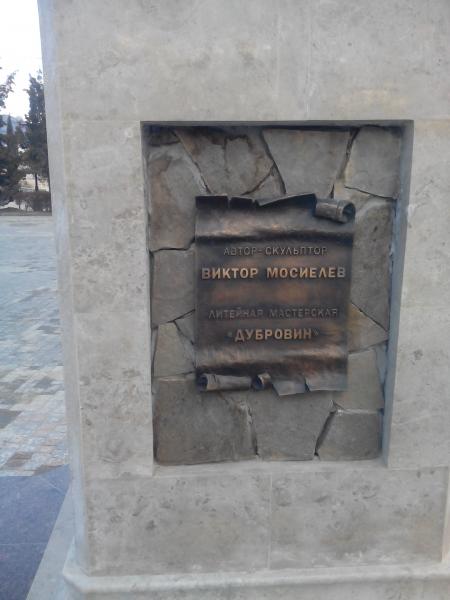 АВТОР-СКУЛЬПТОР
ВИКТОР МОСИЕЛЕВ
ЛИТЕЙНАЯ МАСТЕРСКАЯ
«ДУБРОВИН»